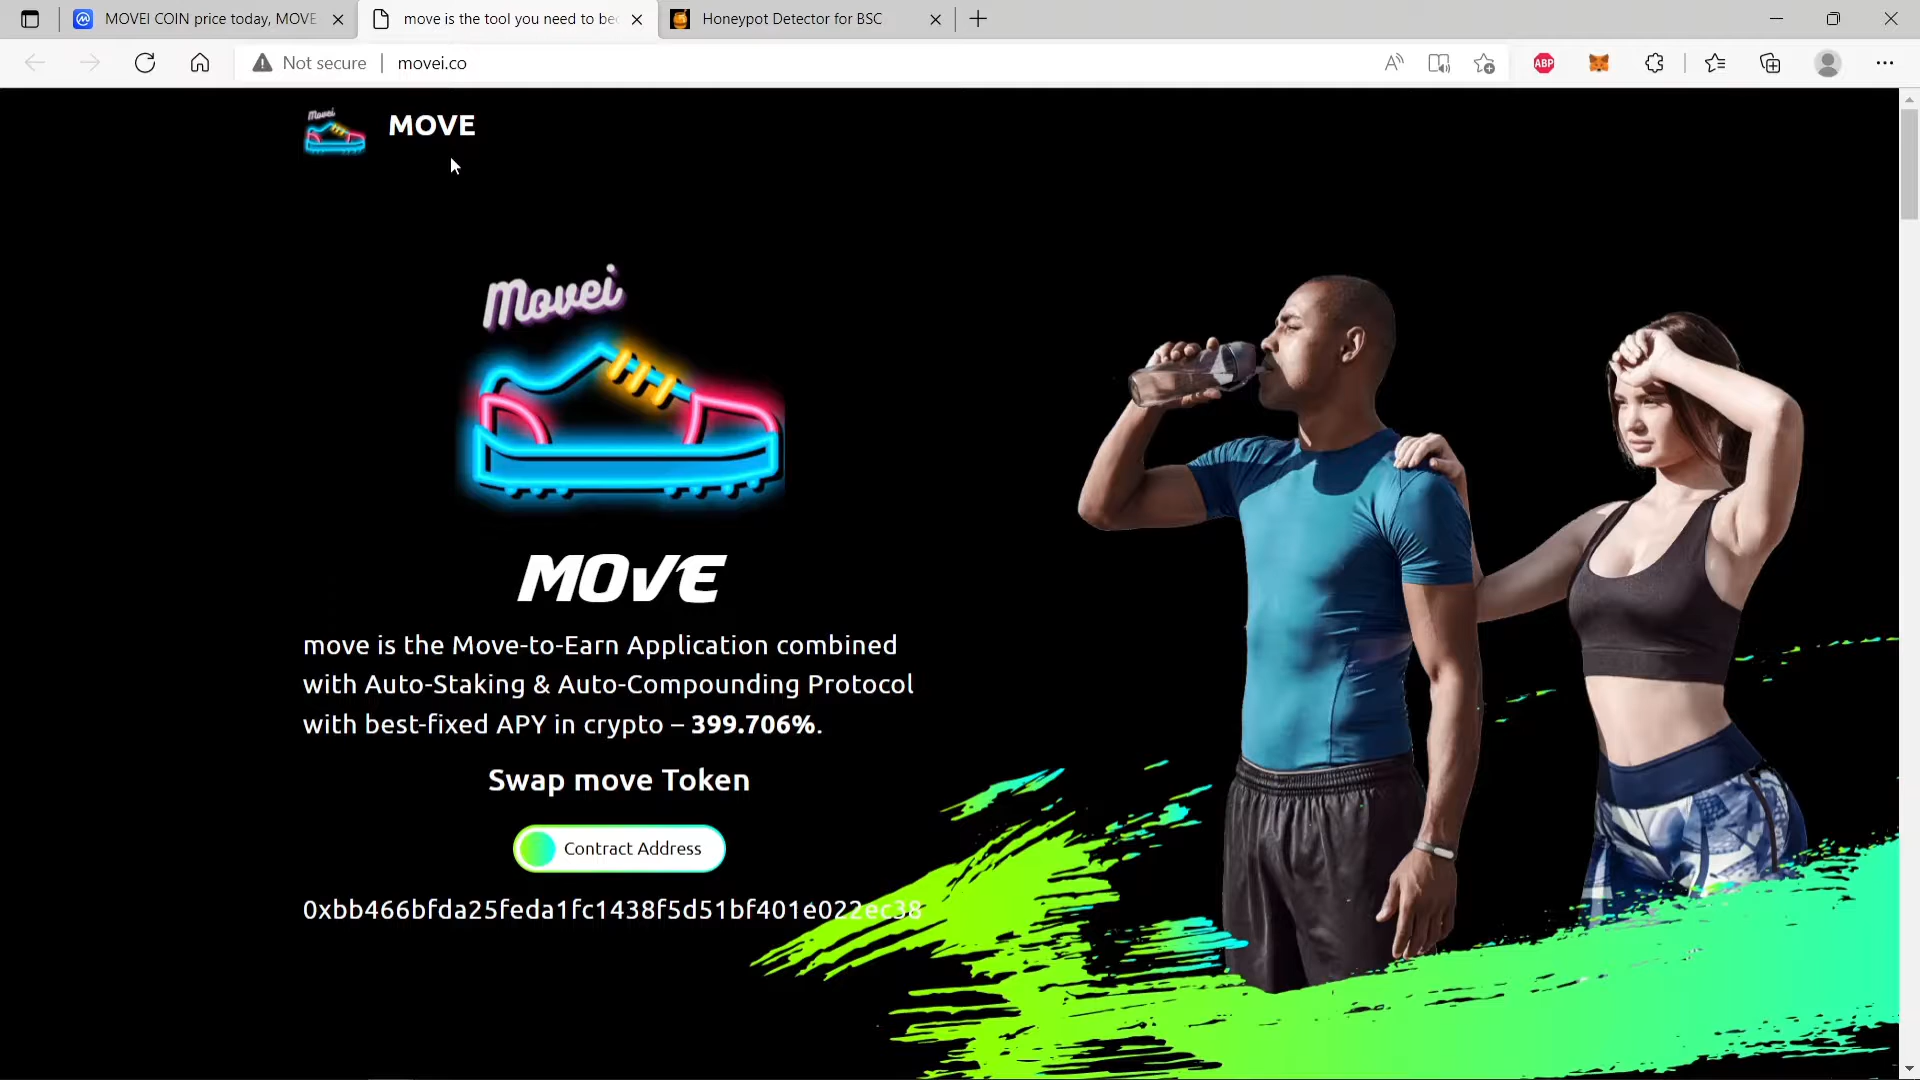 MOVEI COIN price today, MOVE
move is the tool you need to be
Honeypot Detector for BSC
Not secure
movei.co
ABP
Movei
MOVE
Movei
MOVE
move is the Move-to-Earn Application combined
with Auto-Staking & Auto-Compounding Protocol
with best-fixed APY in crypto – 399.706%.
Swap move Token
Contract Address
0xbb466bfda25feda1fc1438f5d51bf401e022ec38